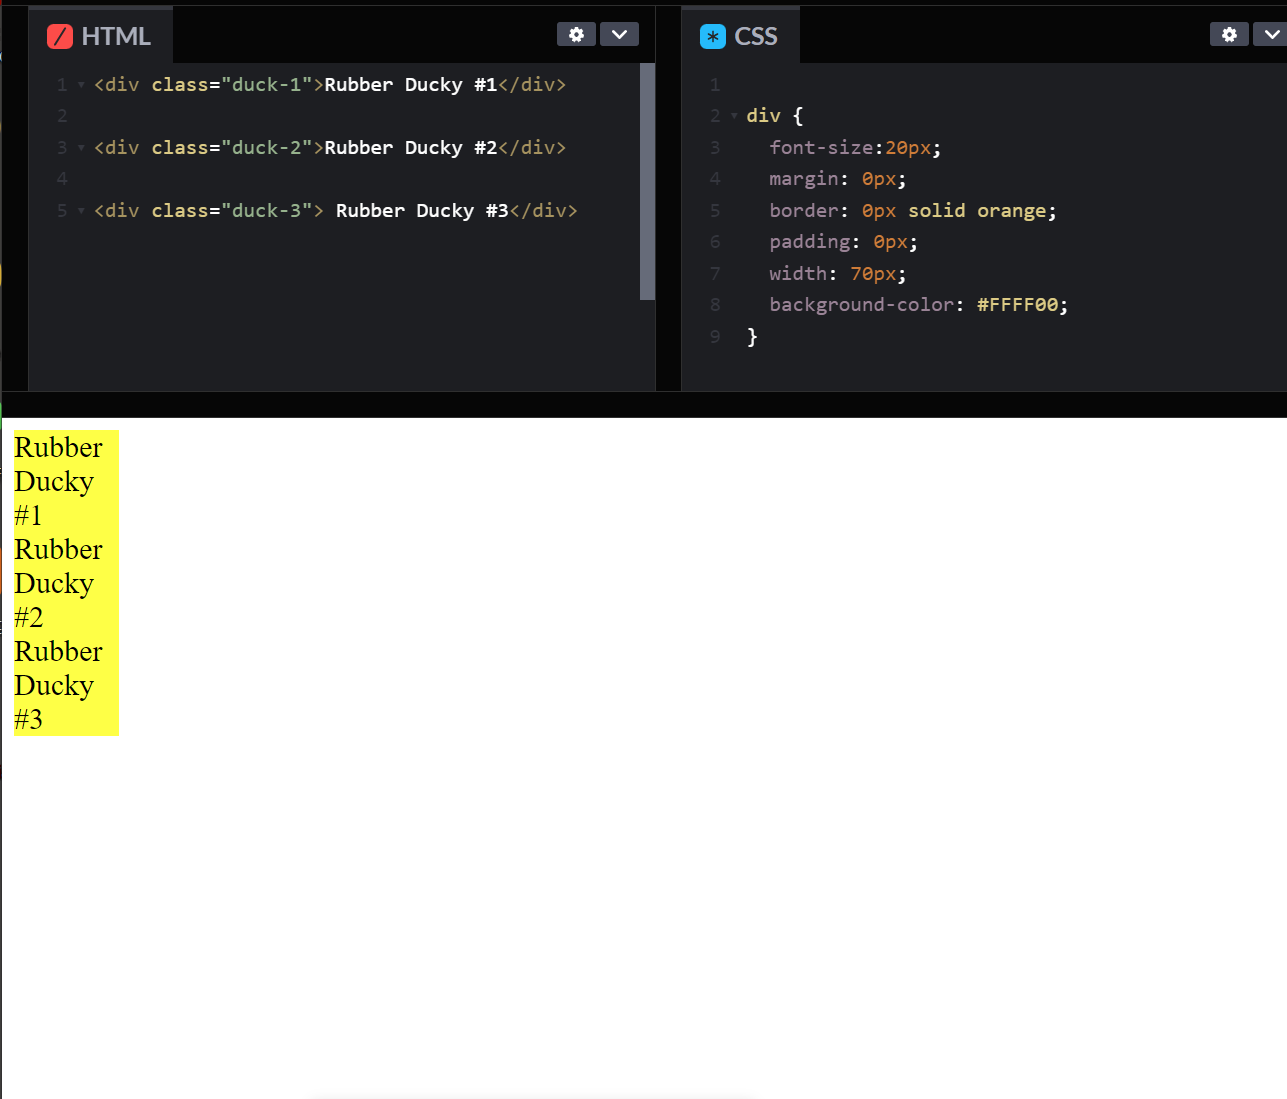 HTML
1 <div class="duck-1">Rubber Ducky #1</div>
2
3 <div class="duck-2">Rubber Ducky #2</div>
4
5 <div class="duck-3"> Rubber Ducky #3</div>
CSS
1
2 div {
3 font-size:20px;
4 margin: 0px;
5 border: 0px solid orange;
6 padding: 0px;
7 width: 70px;
8 background-color: #FFFF00;
9 }
Rubber
Ducky
#1
Rubber
Ducky
#2
Rubber
Ducky
#3